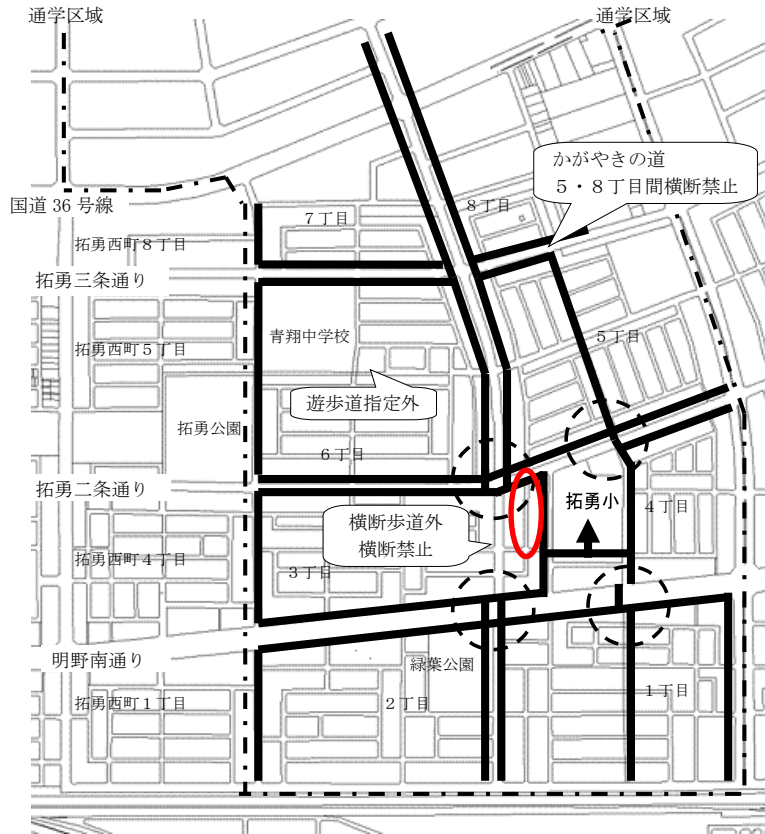 通学区域
通学区域
かがやきの道
５・８丁目間横断禁止
８丁目
７丁目
国道 36 号線
拓勇西町８丁目
拓勇三条通り
青翔中学校
拓勇西町５丁目
５丁目
遊歩道指定外
拓勇公園
６丁目
拓勇二条通り
拓勇小
４丁目
横断歩道外
横断禁止
拓勇西町４丁目
３丁目
明野南通り
緑葉公園
拓勇西町１丁目
２丁目
１丁目